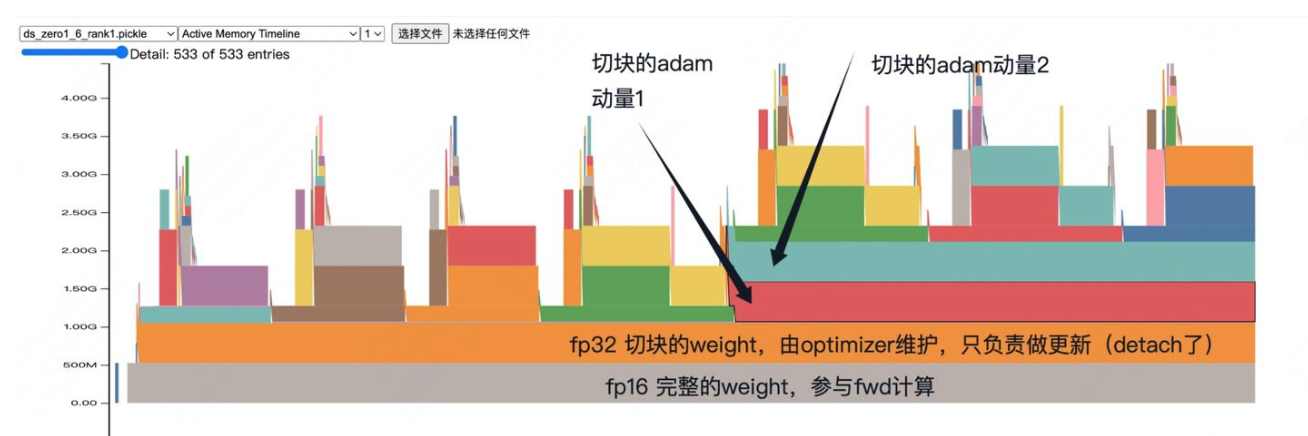 ds_zero1_6_rank1.pickle Active Memory Timeline 1 选择文件 未选择任何文件
Detail: 533 of 533 entries
切块的adam
动量1
切块的adam动量2
4.00G
3.50G
3.00G
2.50G
2.00G
1.50G
1.00G
500M
0.00
fp32 切块的weight，由optimizer维护，只负责做更新（detach了）
fp16 完整的weight，参与fwd计算